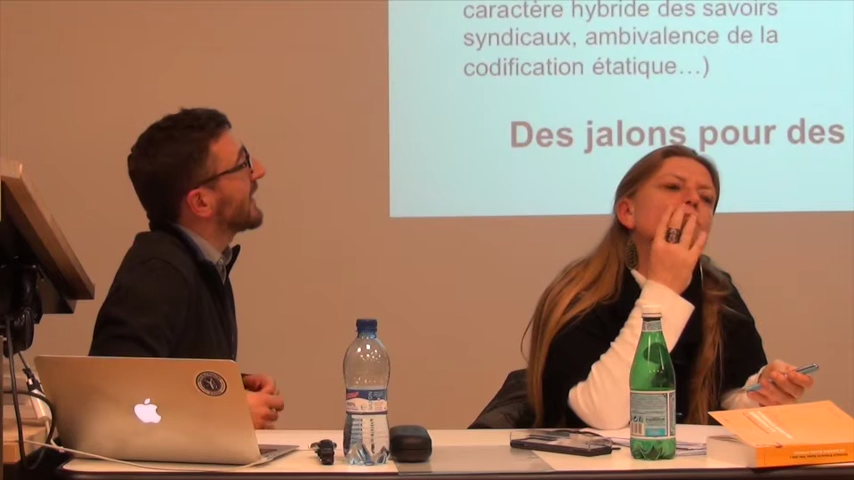 caractère hybride des savoirs
syndicaux, ambivalence de la
codification étatique…)
Des jalons pour des